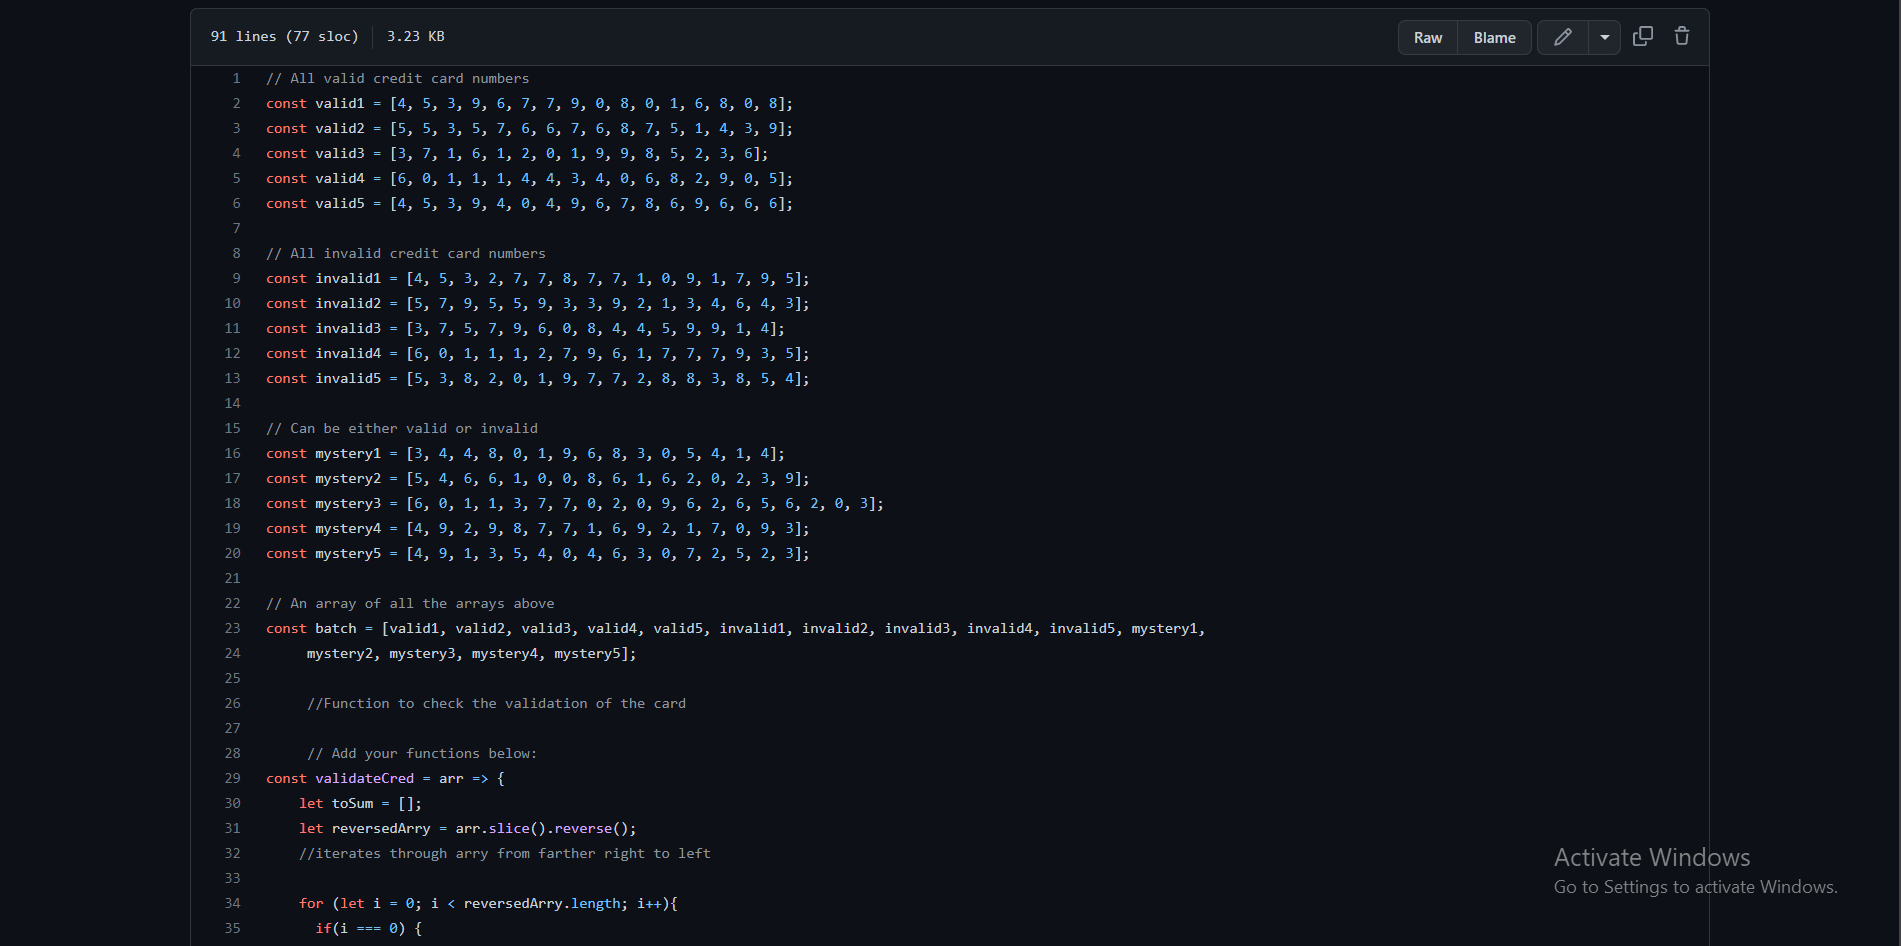 91 lines (77 sloc) 3.23 KB Raw Blame
1 // All valid credit card numbers
2 const valid1 = [4, 5, 3, 9, 6, 7, 7, 9, 0, 8, 0, 1, 6, 8, 0, 8];
3 const valid2 = [5, 5, 3, 5, 7, 6, 6, 7, 6, 8, 7, 5, 1, 4, 3, 9];
4 const valid3 = [3, 7, 1, 6, 1, 2, 0, 1, 9, 9, 8, 5, 2, 3, 6];
5 const valid4 = [6, 0, 1, 1, 1, 4, 4, 3, 4, 0, 6, 8, 2, 9, 0, 5];
6 const valid5 = [4, 5, 3, 9, 4, 0, 4, 9, 6, 7, 8, 6, 9, 6, 6, 6];
7
8 // All invalid credit card numbers
9 const invalid1 = [4, 5, 3, 2, 7, 7, 8, 7, 7, 1, 0, 9, 1, 7, 9, 5];
10 const invalid2 = [5, 7, 9, 5, 5, 9, 3, 3, 9, 2, 1, 3, 4, 6, 4, 3];
11 const invalid3 = [3, 7, 5, 7, 9, 6, 0, 8, 4, 4, 5, 9, 9, 1, 4];
12 const invalid4 = [6, 0, 1, 1, 1, 2, 7, 9, 6, 1, 7, 7, 7, 9, 3, 5];
13 const invalid5 = [5, 3, 8, 2, 0, 1, 9, 7, 7, 2, 8, 8, 3, 8, 5, 4];
14
15 // Can be either valid or invalid
16 const mystery1 = [3, 4, 4, 8, 0, 1, 9, 6, 8, 3, 0, 5, 4, 1, 4];
17 const mystery2 = [5, 4, 6, 6, 1, 0, 0, 8, 6, 1, 6, 2, 0, 2, 3, 9];
18 const mystery3 = [6, 0, 1, 1, 3, 7, 7, 0, 2, 0, 9, 6, 2, 6, 5, 6, 2, 0, 3];
19 const mystery4 = [4, 9, 2, 9, 8, 7, 7, 1, 6, 9, 2, 1, 7, 0, 9, 3];
20 const mystery5 = [4, 9, 1, 3, 5, 4, 0, 4, 6, 3, 0, 7, 2, 5, 2, 3];
21
22 // An array of all the arrays above
23 const batch = [valid1, valid2, valid3, valid4, valid5, invalid1, invalid2, invalid3, invalid4, invalid5, mystery1,
24 mystery2, mystery3, mystery4, mystery5];
25
26 //Function to check the validation of the card
27
28 // Add your functions below:
29 const validateCred = arr => {
30 let toSum = [];
31 let reversedArry = arr.slice().reverse();
32 //iterates through arry from farther right to left
33
34 for (let i = 0; i < reversedArry.length; i++){
35 if(i === 0) {
Activate Windows
Go to Settings to activate Windows.